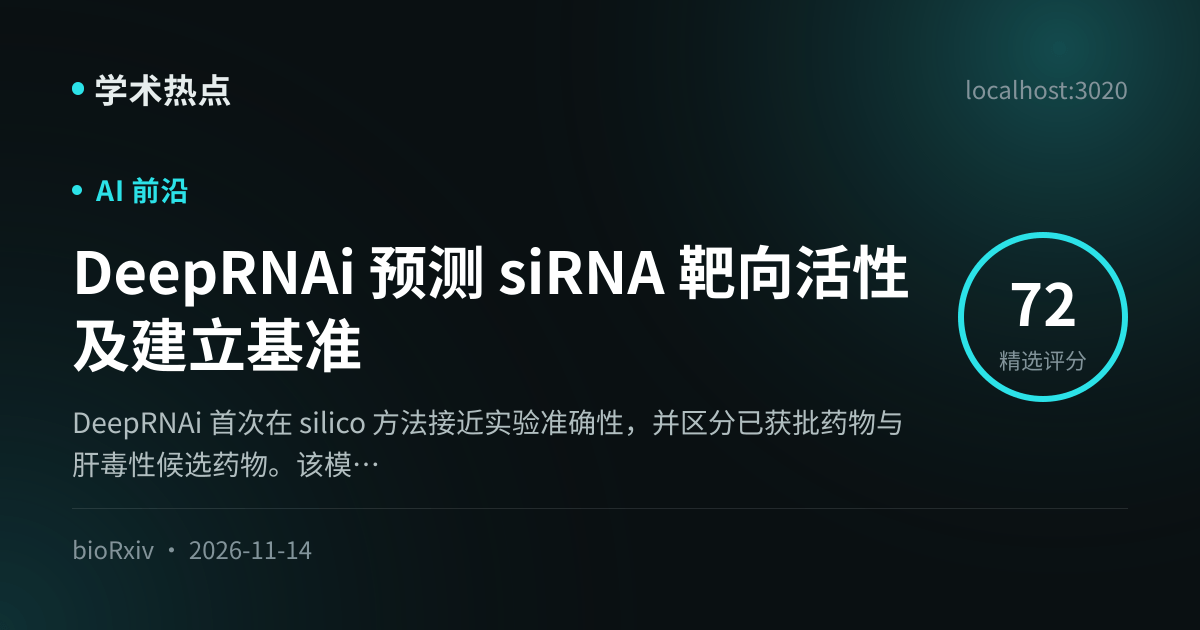 学术热点
localhost:3020
AI 前沿
DeepRNAi 预测 siRNA 靶向活性
及建立基准
72
精选评分
DeepRNAi 首次在 silico 方法接近实验准确性，并区分已获批药物与
肝毒性候选药物。该模…
bioRxiv · 2026-11-14